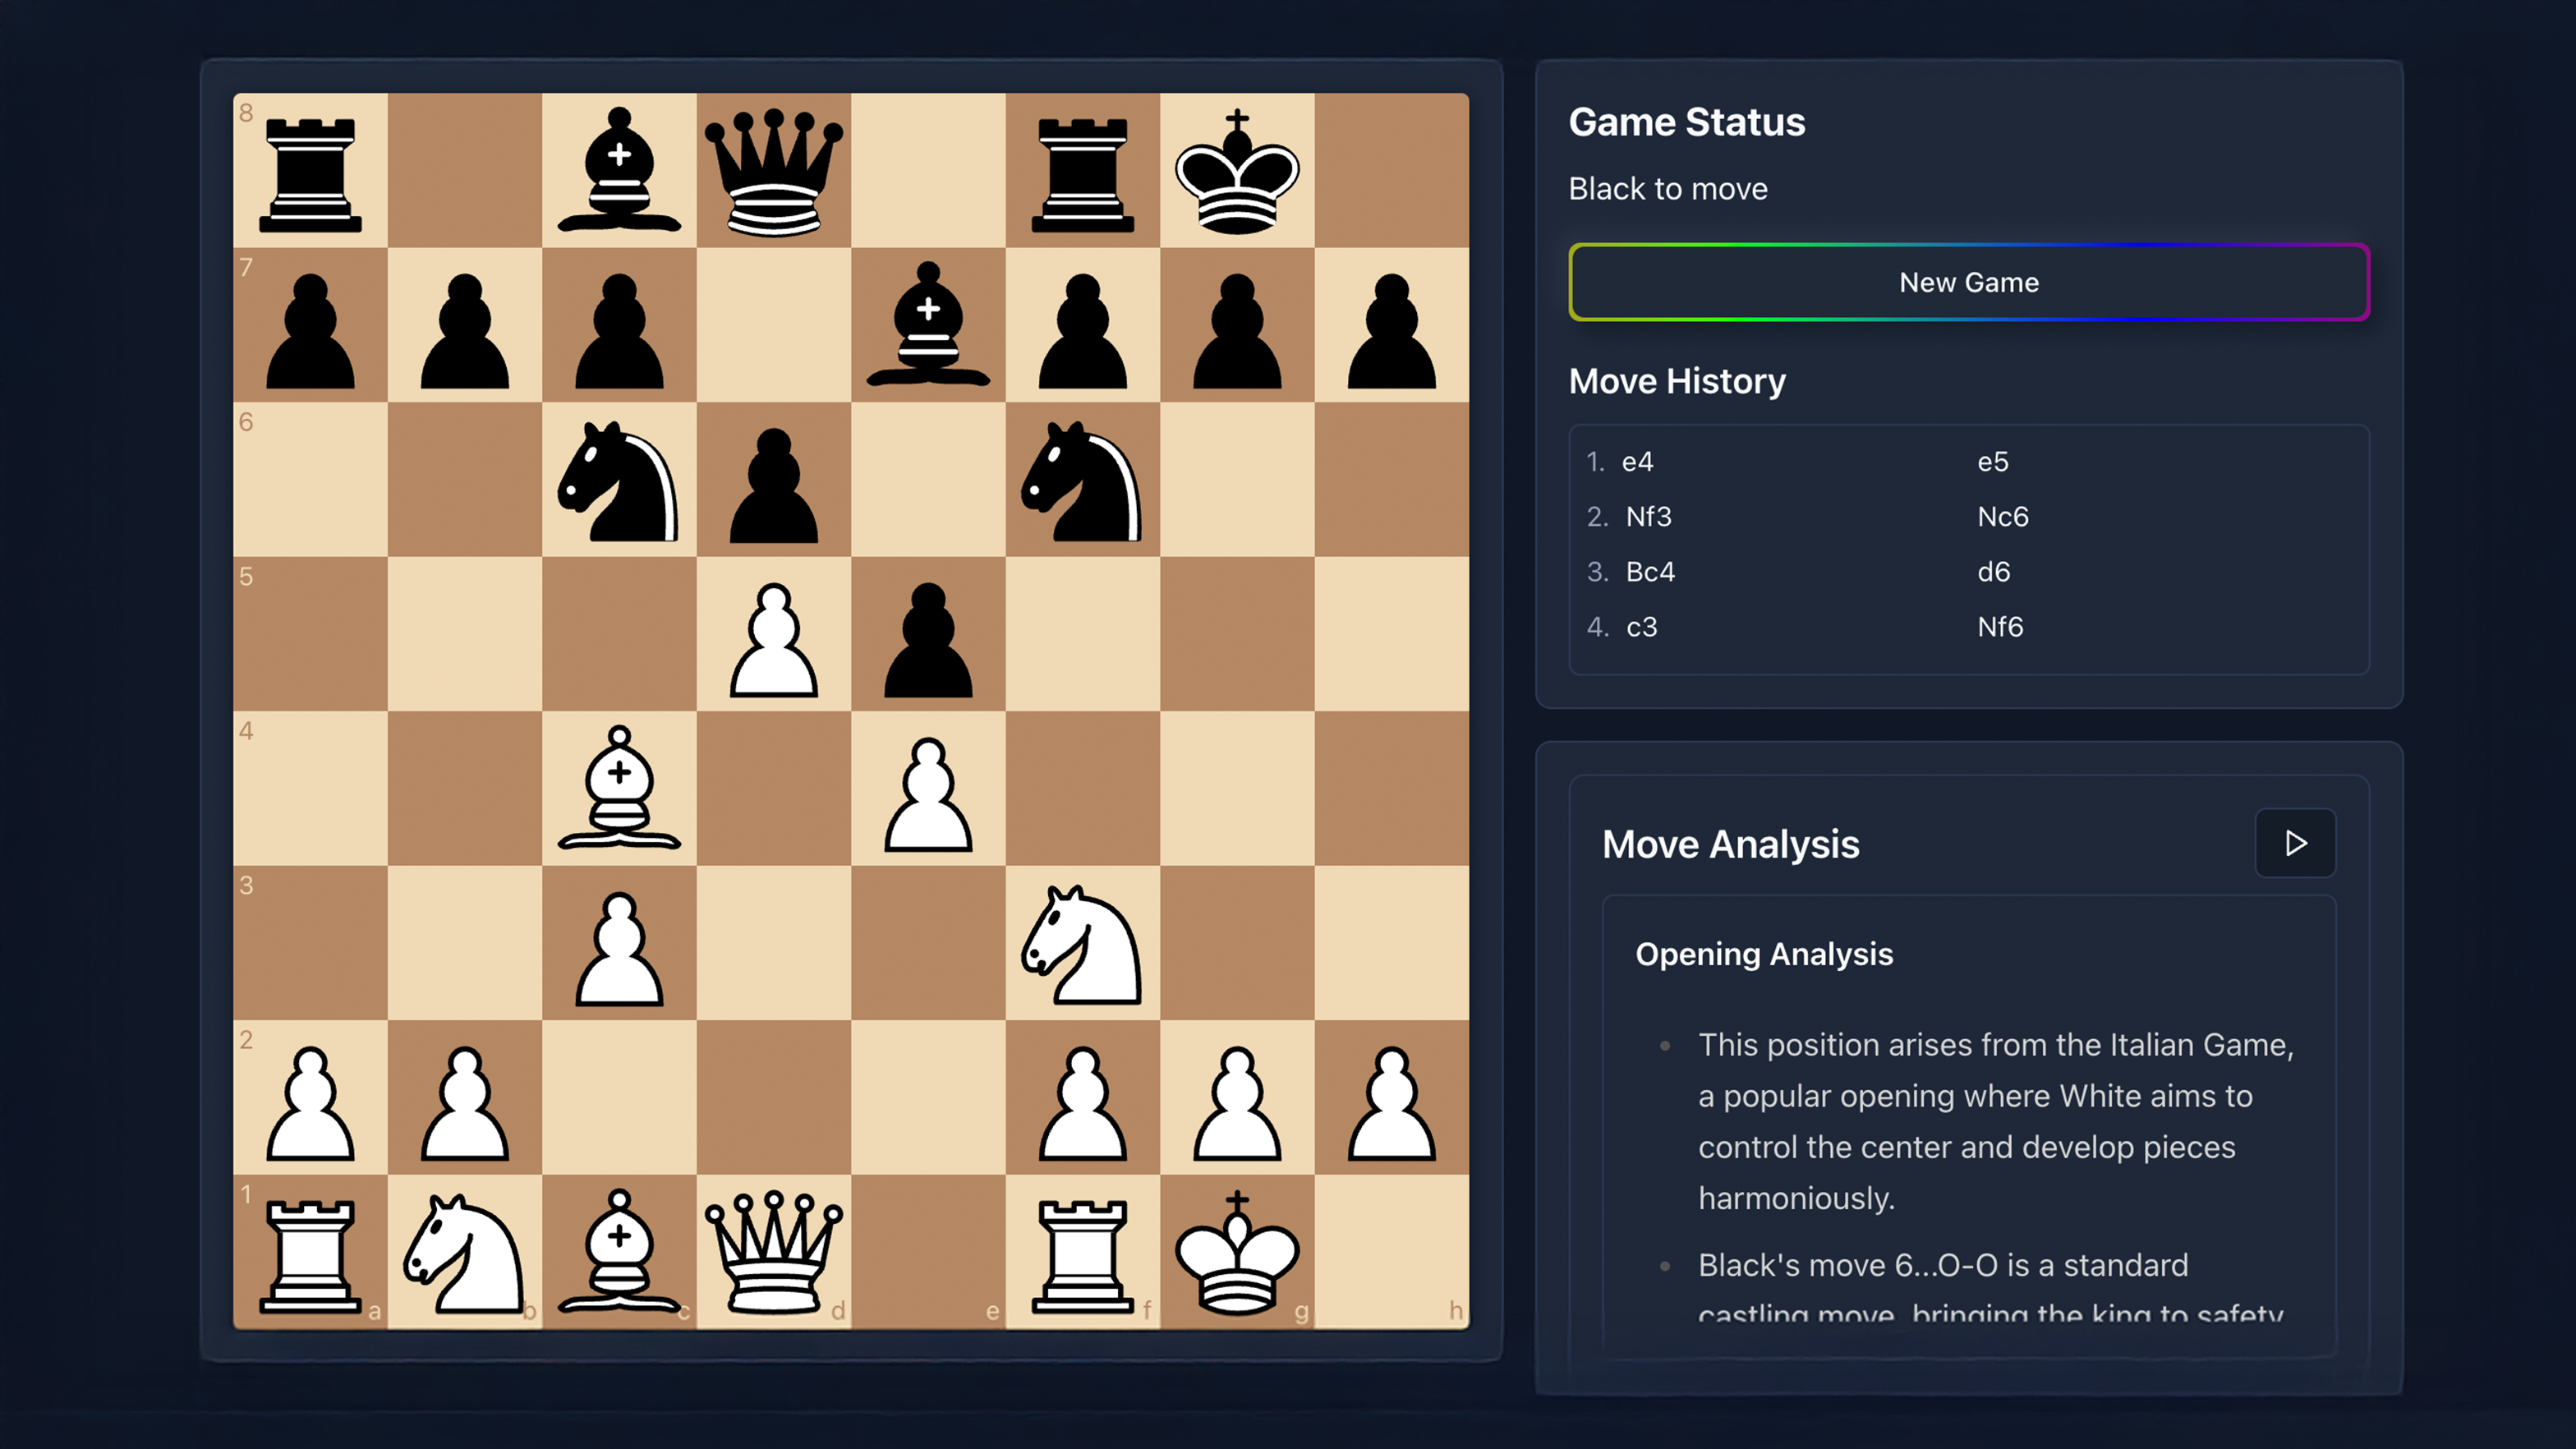 8
7
6
5
4
3
2
1
a b c d e f g h
Game Status
Black to move
New Game
Move History
1. e4 e5
2. Nf3 Nc6
3. Bc4 d6
4. c3 Nf6
Move Analysis
Opening Analysis
This position arises from the Italian Game,
a popular opening where White aims to
control the center and develop pieces
harmoniously.
Black's move 6...O-O is a standard
castling move, bringing the king to safety